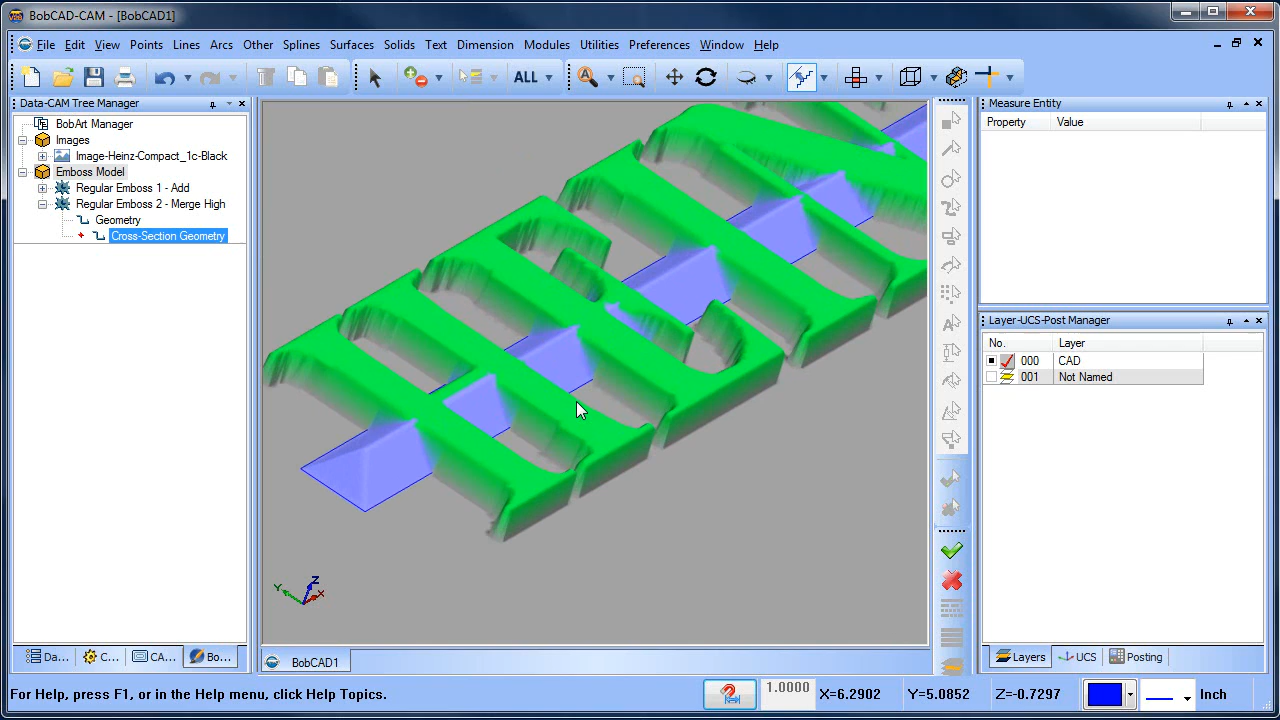 BobCAD-CAM - [BobCAD1]
File Edit View Points Lines Arcs Other Splines Surfaces Solids Text Dimension Modules Utilities Preferences Window Help
ALL
Data-CAM Tree Manager
BobArt Manager
Images
Image-Heinz-Compact_1c-Black
Emboss Model
Regular Emboss 1 - Add
Regular Emboss 2 - Merge High
Geometry
Cross-Section Geometry
Z
Y
X
Measure Entity
Property Value
Layer-UCS-Post Manager
No. Layer
000 CAD
001 Not Named
Da... C... CA... Bo...
BobCAD1
Layers UCS Posting
For Help, press F1, or in the Help menu, click Help Topics.
1.0000 X=6.2902 Y=5.0852 Z=-0.7297 Inch